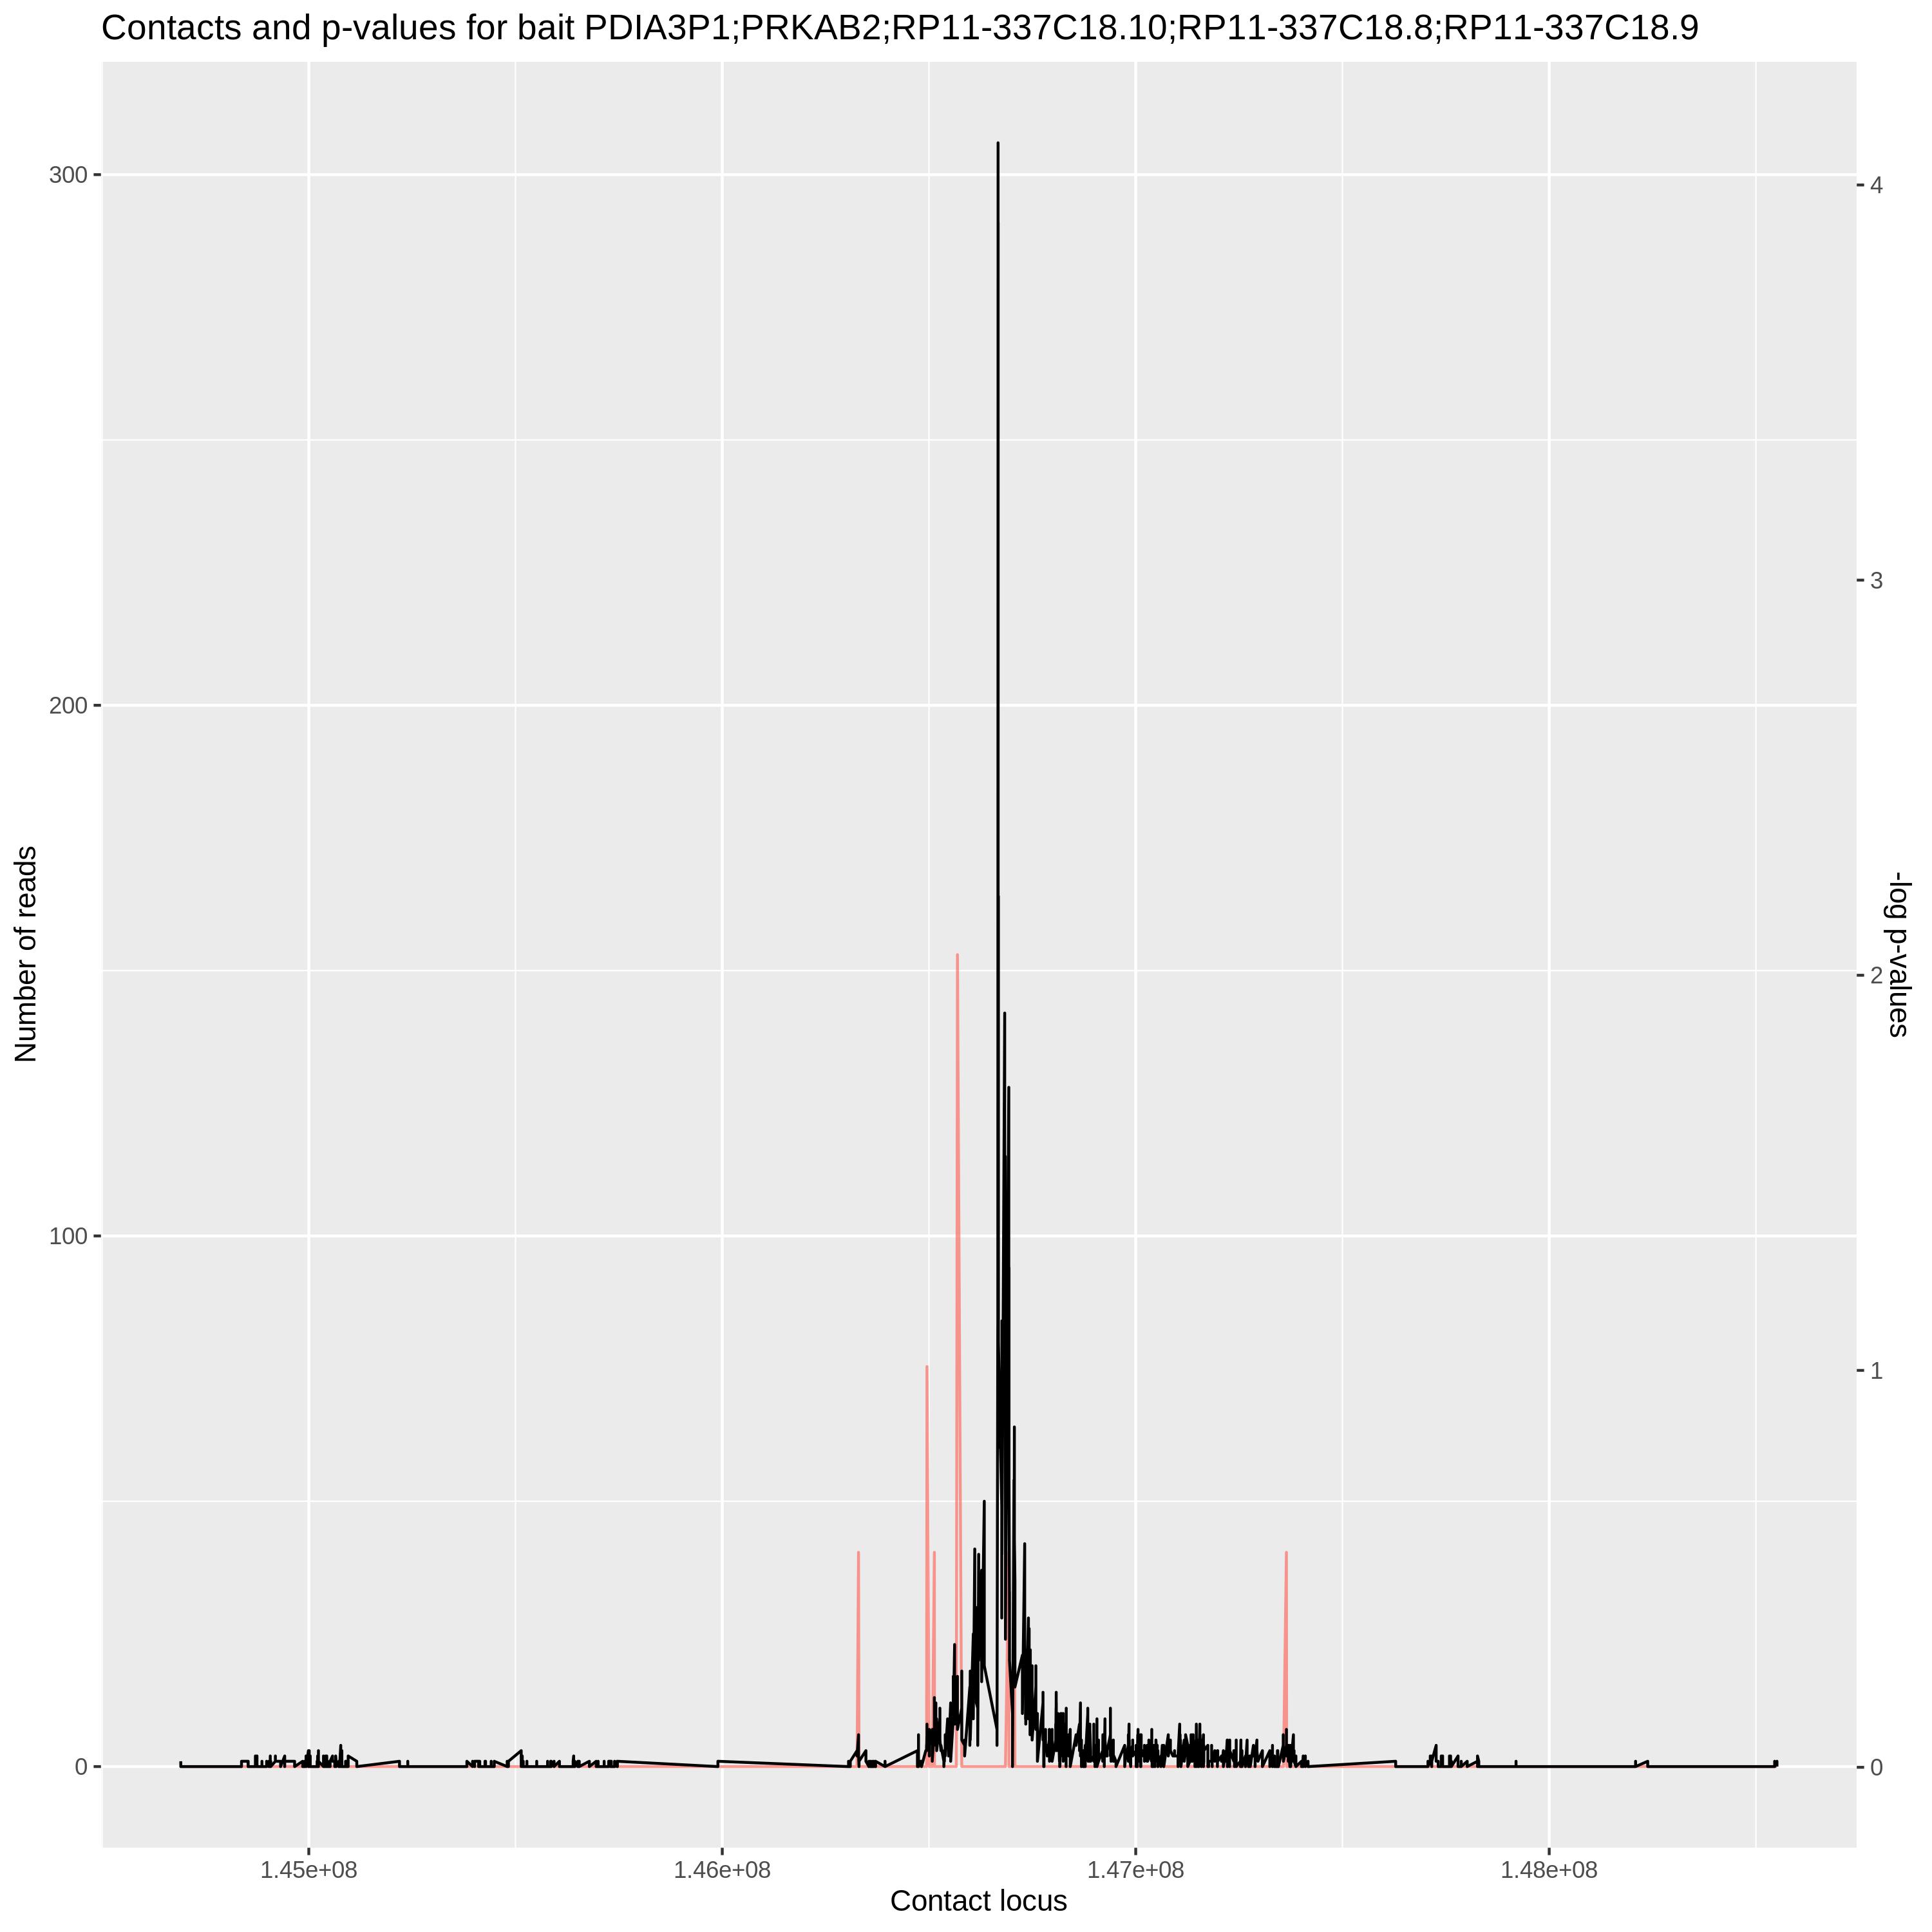 Contacts and p-values for bait PDIA3P1;PRKAB2;RP11-337C18.10;RP11-337C18.8;RP11-337C18.9
300
200
100
0
Number of reads
4
3
2
1
0
-log p-values
1.45e+08
1.46e+08
1.47e+08
1.48e+08
Contact locus